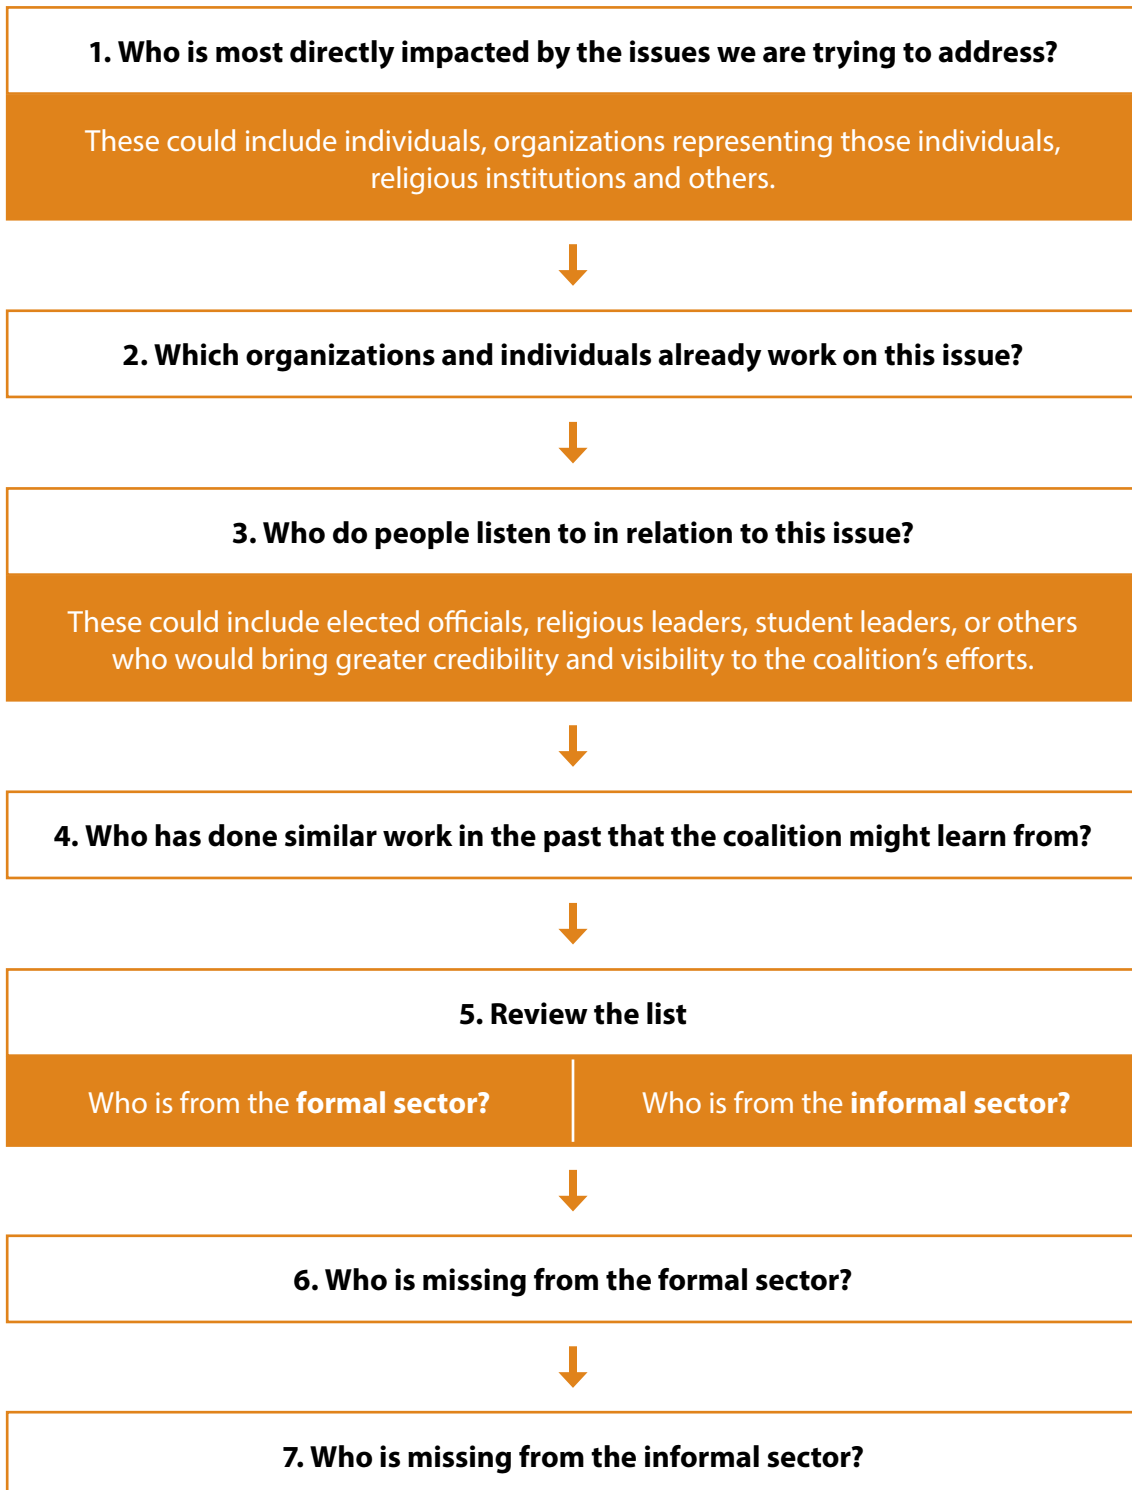 1. Who is most directly impacted by the issues we are trying to address?
These could include individuals, organizations representing those individuals,
religious institutions and others.
2. Which organizations and individuals already work on this issue?
3. Who do people listen to in relation to this issue?
These could include elected officials, religious leaders, student leaders, or others
who would bring greater credibility and visibility to the coalition’s efforts.
4. Who has done similar work in the past that the coalition might learn from?
5. Review the list
Who is from the formal sector?
Who is from the informal sector?
6. Who is missing from the formal sector?
7. Who is missing from the informal sector?